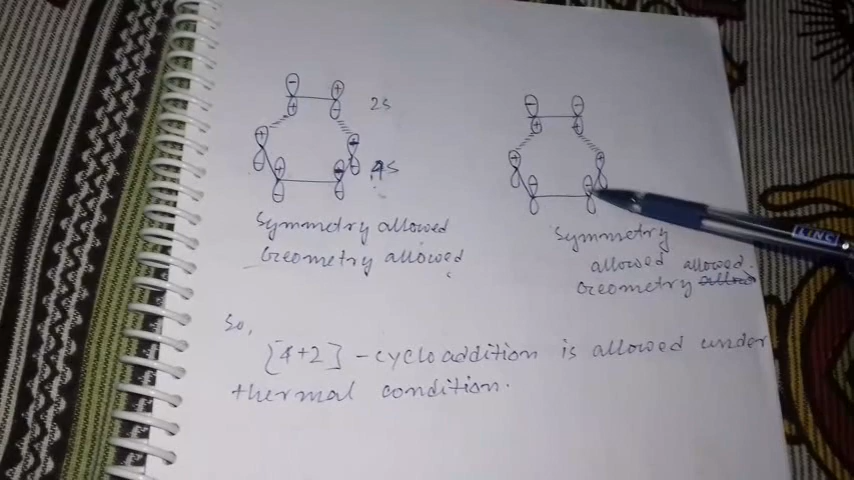 2s
4s
Symmetry allowed
Geometry allowed
Symmetry
allowed allowed.
Geometry
So,
[4+2] - cycloaddition is allowed under
thermal condition.
LINC